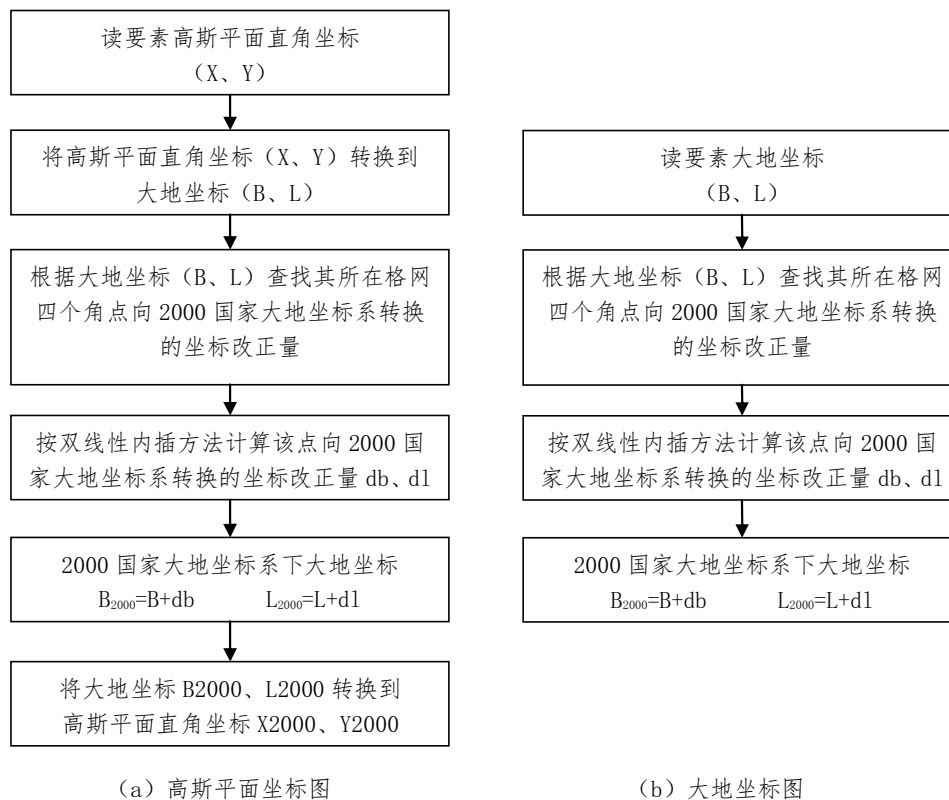 读要素高斯平面直角坐标
（X、Y）
将高斯平面直角坐标（X、Y）转换到
大地坐标（B、L）
根据大地坐标（B、L）查找其所在格网
四个角点向 2000 国家大地坐标系转换
的坐标改正量
按双线性内插方法计算该点向 2000 国
家大地坐标系转换的坐标改正量 db、dl
2000 国家大地坐标系下大地坐标
B₂₀₀₀=B+db L₂₀₀₀=L+dl
将大地坐标 B2000、L2000 转换到
高斯平面直角坐标 X2000、Y2000
（a）高斯平面坐标图
读要素大地坐标
（B、L）
根据大地坐标（B、L）查找其所在格网
四个角点向 2000 国家大地坐标系转换
的坐标改正量
按双线性内插方法计算该点向 2000 国
家大地坐标系转换的坐标改正量 db、dl
2000 国家大地坐标系下大地坐标
B₂₀₀₀=B+db L₂₀₀₀=L+dl
（b）大地坐标图